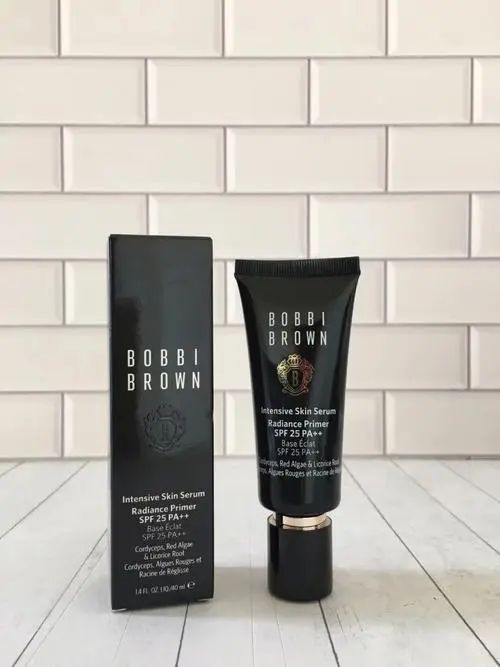 BOBBI
BROWN
Intensive Skin Serum
Radiance Primer
SPF 25 PA++
Base Éclat
SPF 25 PA++
Cordyceps, Red Algae
& Licorice Root
Cordyceps, Algues Rouges et
Racine de Réglisse
1.4 FL. OZ. LIQ./40 ml ℮
BOBBI
BROWN
B
Intensive Skin Serum
Radiance Primer
SPF 25 PA++
Base Éclat
SPF 25 PA++
Cordyceps, Red Algae & Licorice Root
Algues Rouges et Racine de